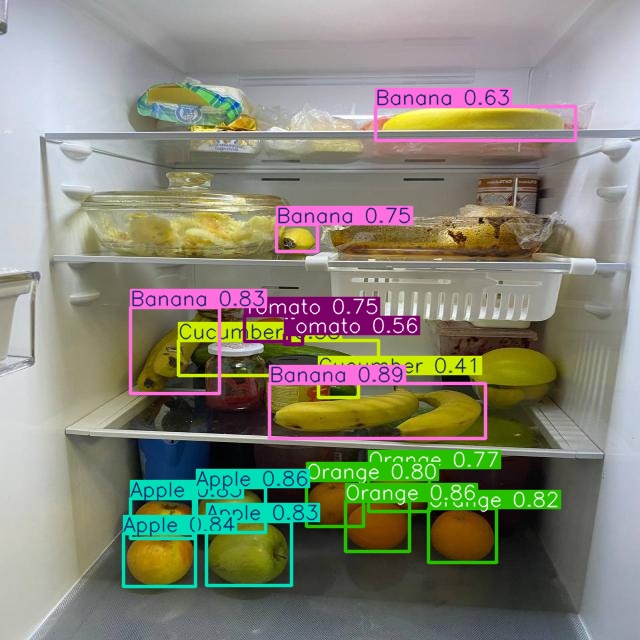 Banana 0.63
Banana 0.75
Banana 0.83
Tomato 0.75
Tomato 0.56
Cucumber
Cucumber 0.41
Banana 0.89
Orange 0.77
Orange 0.80
Apple 0.86
Apple
Orange 0.86
Orange 0.82
Apple 0.83
Apple 0.84